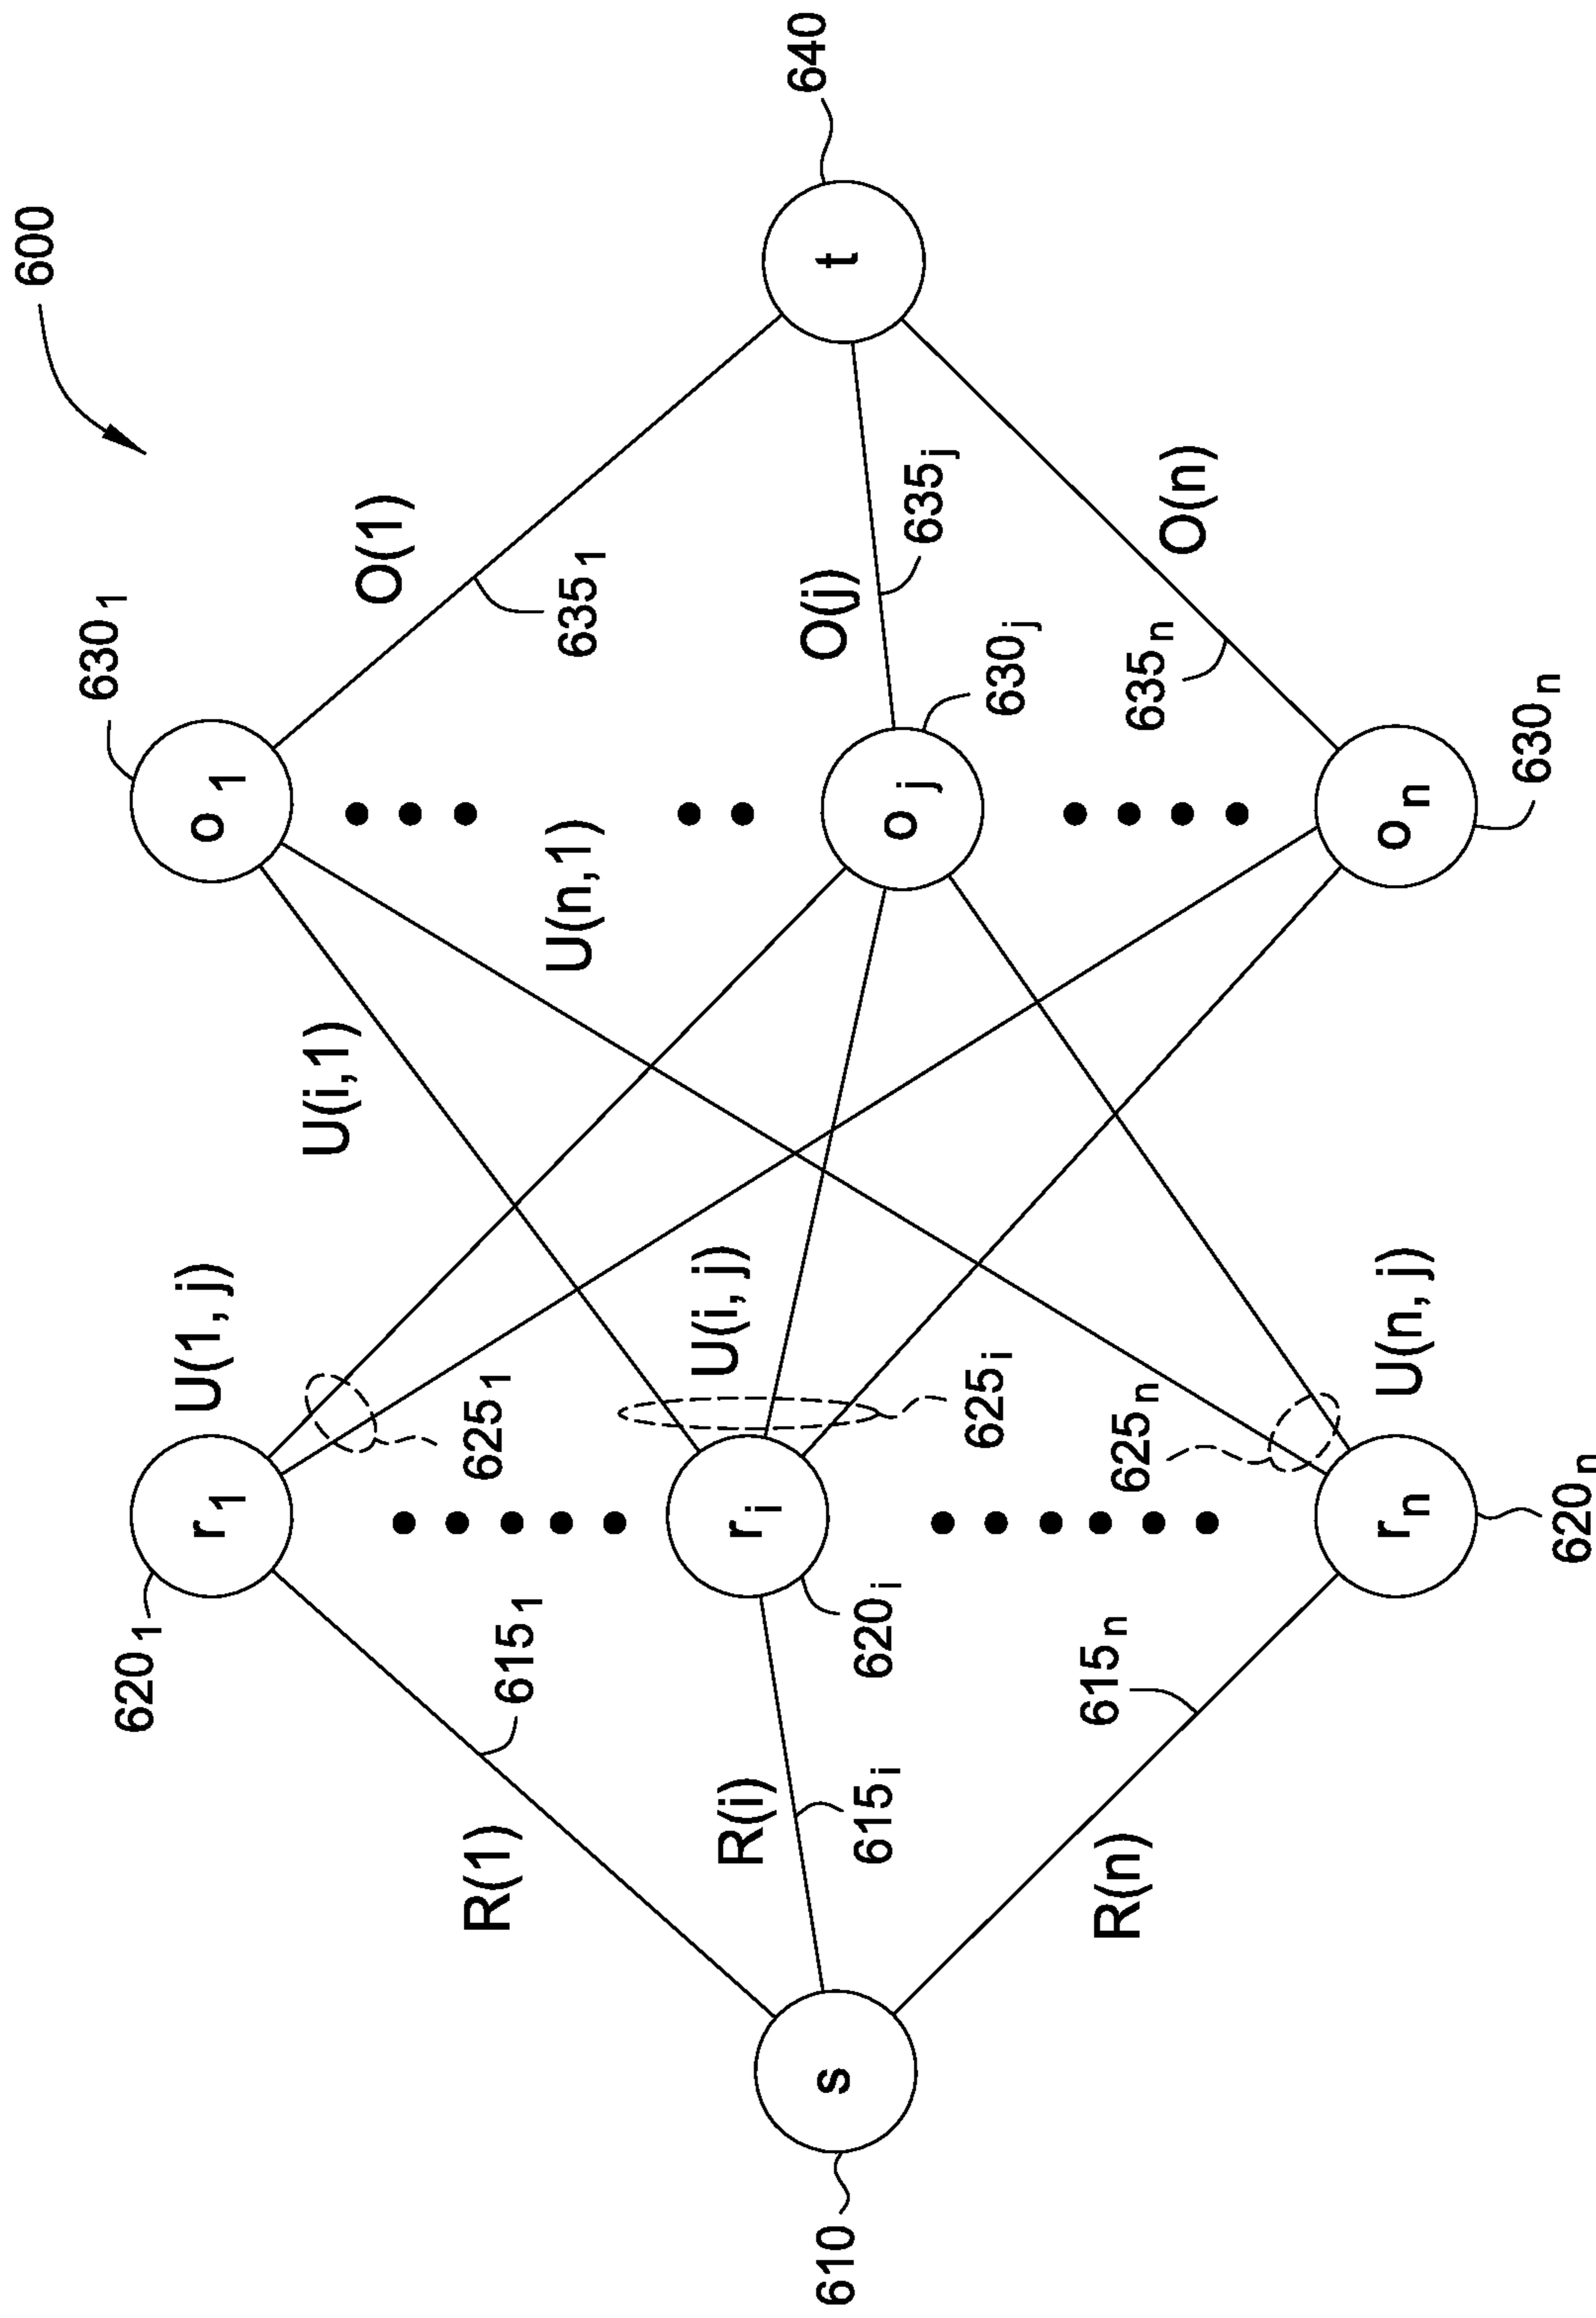 600
610
s
R(1)
615₁
R(i)
615ᵢ
R(n)
615ₙ
620₁
r₁
620ᵢ
rᵢ
620ₙ
rₙ
U(1, j)
625₁
U(i, j)
625ᵢ
625ₙ
U(n, j)
U(i,1)
U(n,1)
630₁
o₁
oⱼ
630ⱼ
oₙ
630ₙ
O(1)
635₁
O(j)
635ⱼ
635ₙ
O(n)
t
640